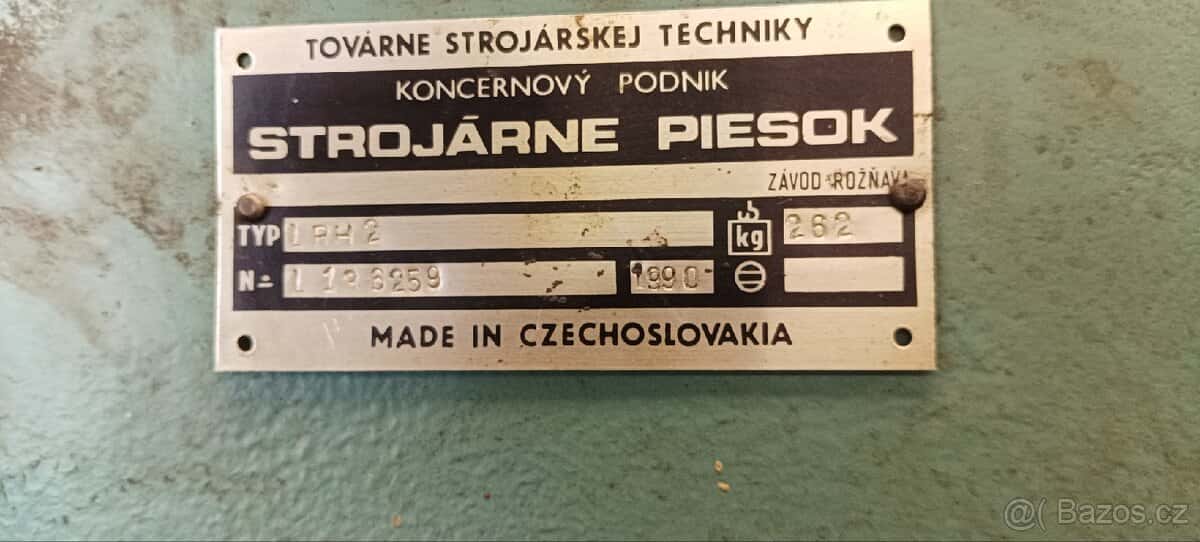 TOVÁRNE STROJÁRSKEJ TECHNIKY
KONCERNOVÝ PODNIK
STROJÁRNE PIESOK
ZÁVOD ROŽŇAVA
TYP kg 262
N- 1990
MADE IN CZECHOSLOVAKIA
@( Bazos.cz